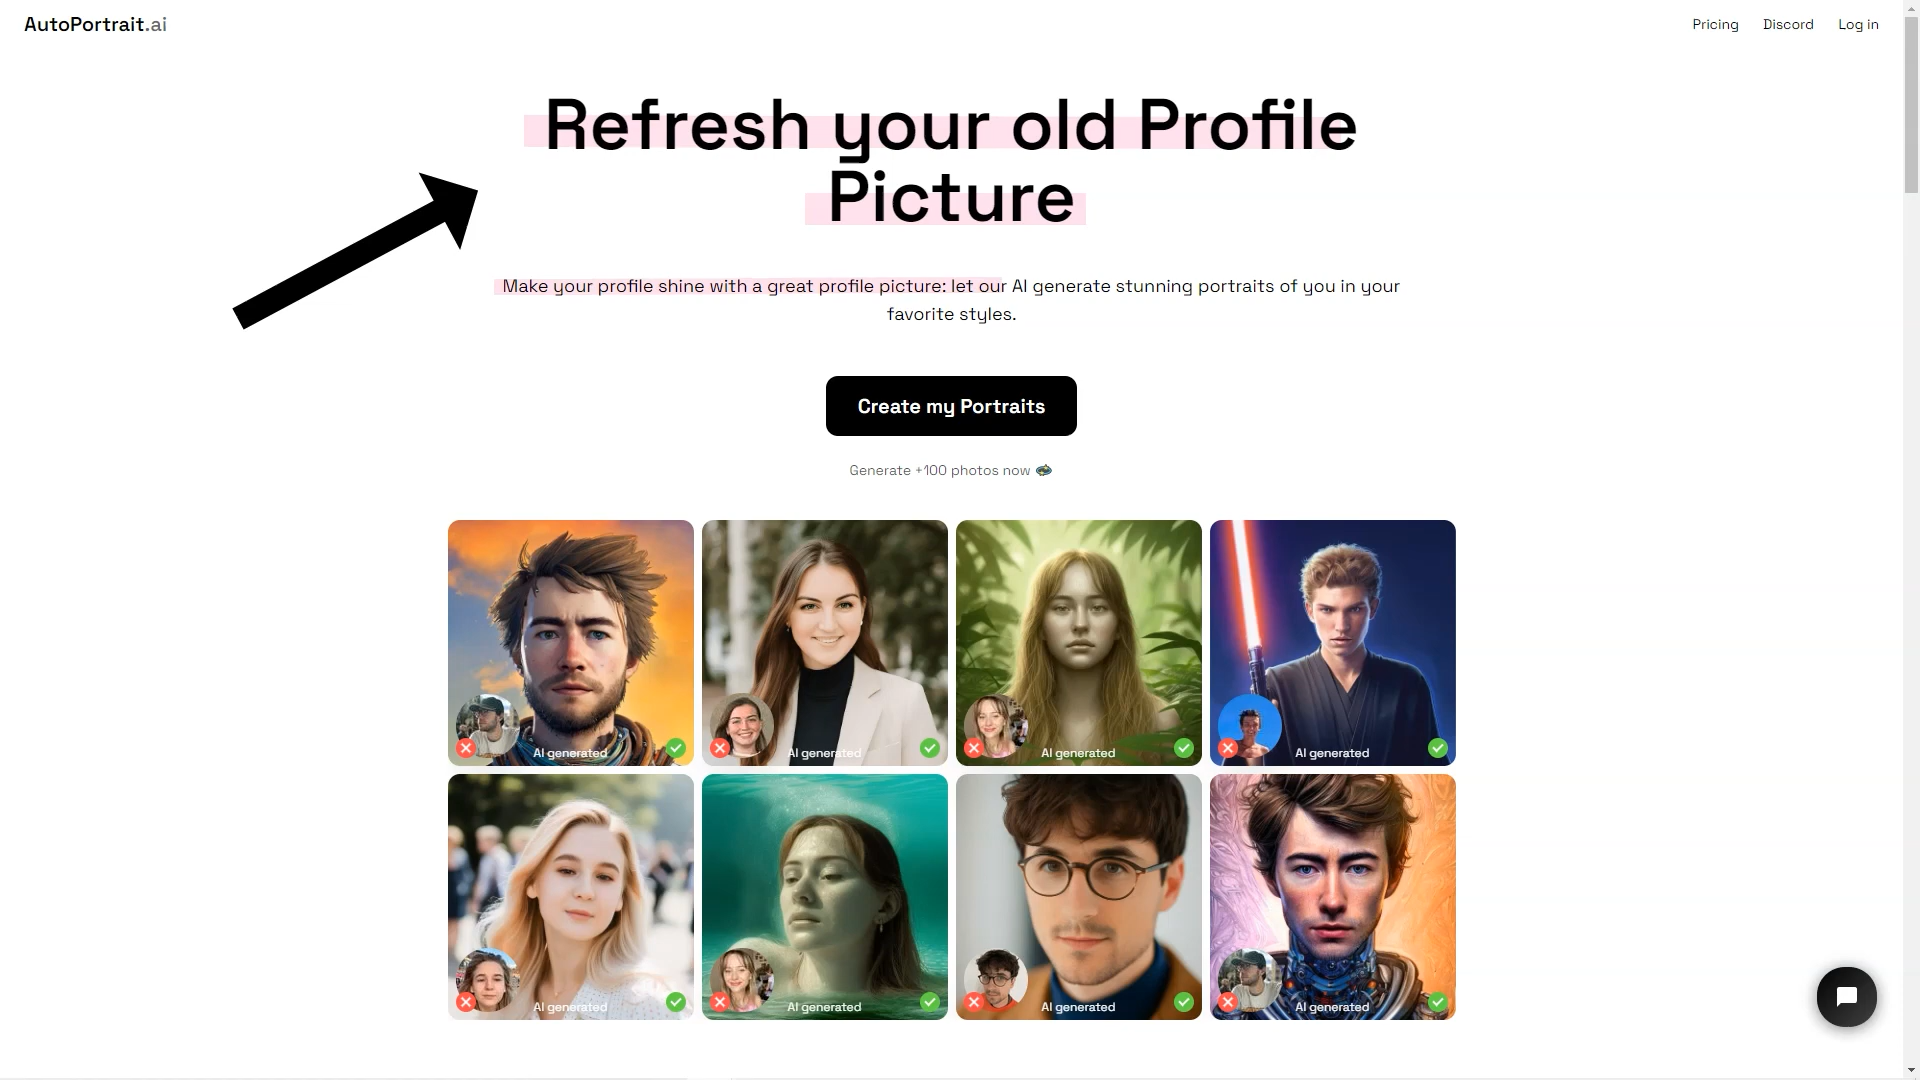 AutoPortrait.ai
Pricing
Discord
Log in
Refresh your old Profile
Picture
Make your profile shine with a great profile picture: let our AI generate stunning portraits of you in your
favorite styles.
Create my Portraits
Generate +100 photos now
AI generated
AI generated
AI generated
AI generated
AI generated
AI generated
AI generated
AI generated